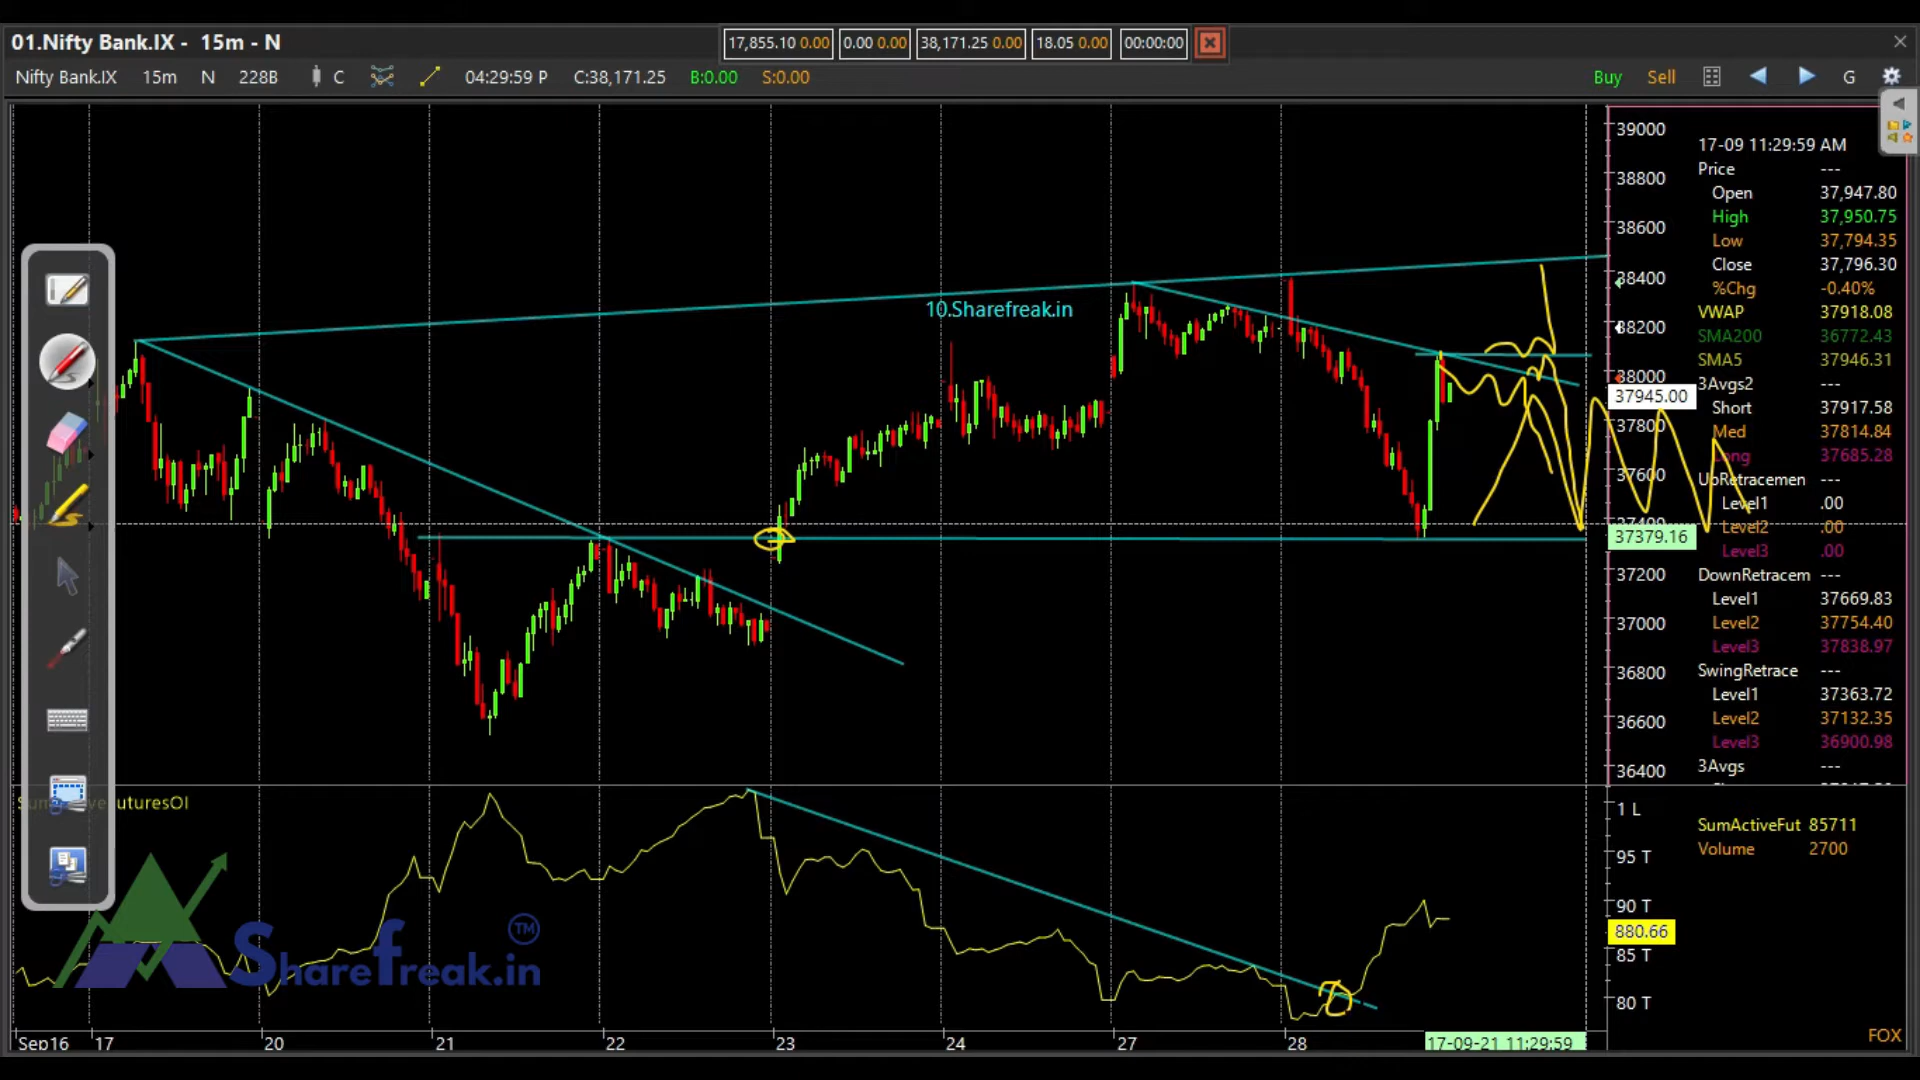 01.Nifty Bank.IX - 15m - N
17,855.10 0.00 0.00 0.00 38,171.25 0.00 18.05 0.00 00:00:00
Nifty Bank.IX 15m N 228B C 04:29:59 P C:38,171.25 B:0.00 S:0.00 Buy Sell G
10.Sharefreak.in
39000
38800
38600
38400
38200
38000
37945.00
37800
37600
37400
37379.16
37200
37000
36800
36600
36400
17-09 11:29:59 AM
Price ---
Open 37,947.80
High 37,950.75
Low 37,794.35
Close 37,796.30
%Chg -0.40%
VWAP 37918.08
SMA200 36772.43
SMA5 37946.31
3Avgs2 ---
Short 37917.58
Med 37814.84
Long 37685.28
UpRetracemen ---
Level1 .00
Level2 .00
Level3 .00
DownRetracem ---
Level1 37669.83
Level2 37754.40
Level3 37838.97
SwingRetrace ---
Level1 37363.72
Level2 37132.35
Level3 36900.98
3Avgs ---
uturesOI
1 L
95 T
90 T
880.66
85 T
80 T
SumActiveFut 85711
Volume 2700
ShareFreak.in
TM
FOX
Sep16 17 20 21 22 23 24 27 28 17-09-21 11:29:59